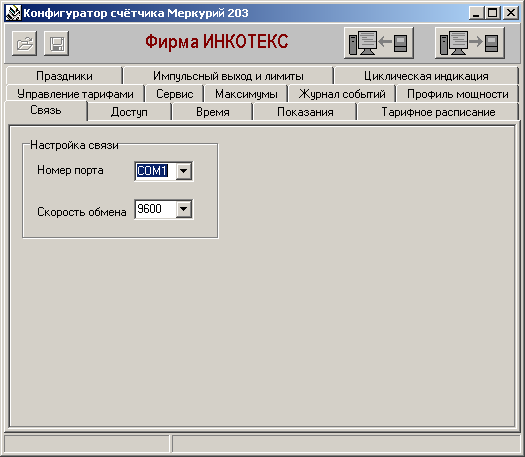 Конфигуратор счётчика Меркурий 203
Фирма ИНКОТЕКС
Праздники Импульсный выход и лимиты Циклическая индикация
Управление тарифами Сервис Максимумы Журнал событий Профиль мощности
Связь Доступ Время Показания Тарифное расписание
Настройка связи
Номер порта COM1
Скорость обмена 9600